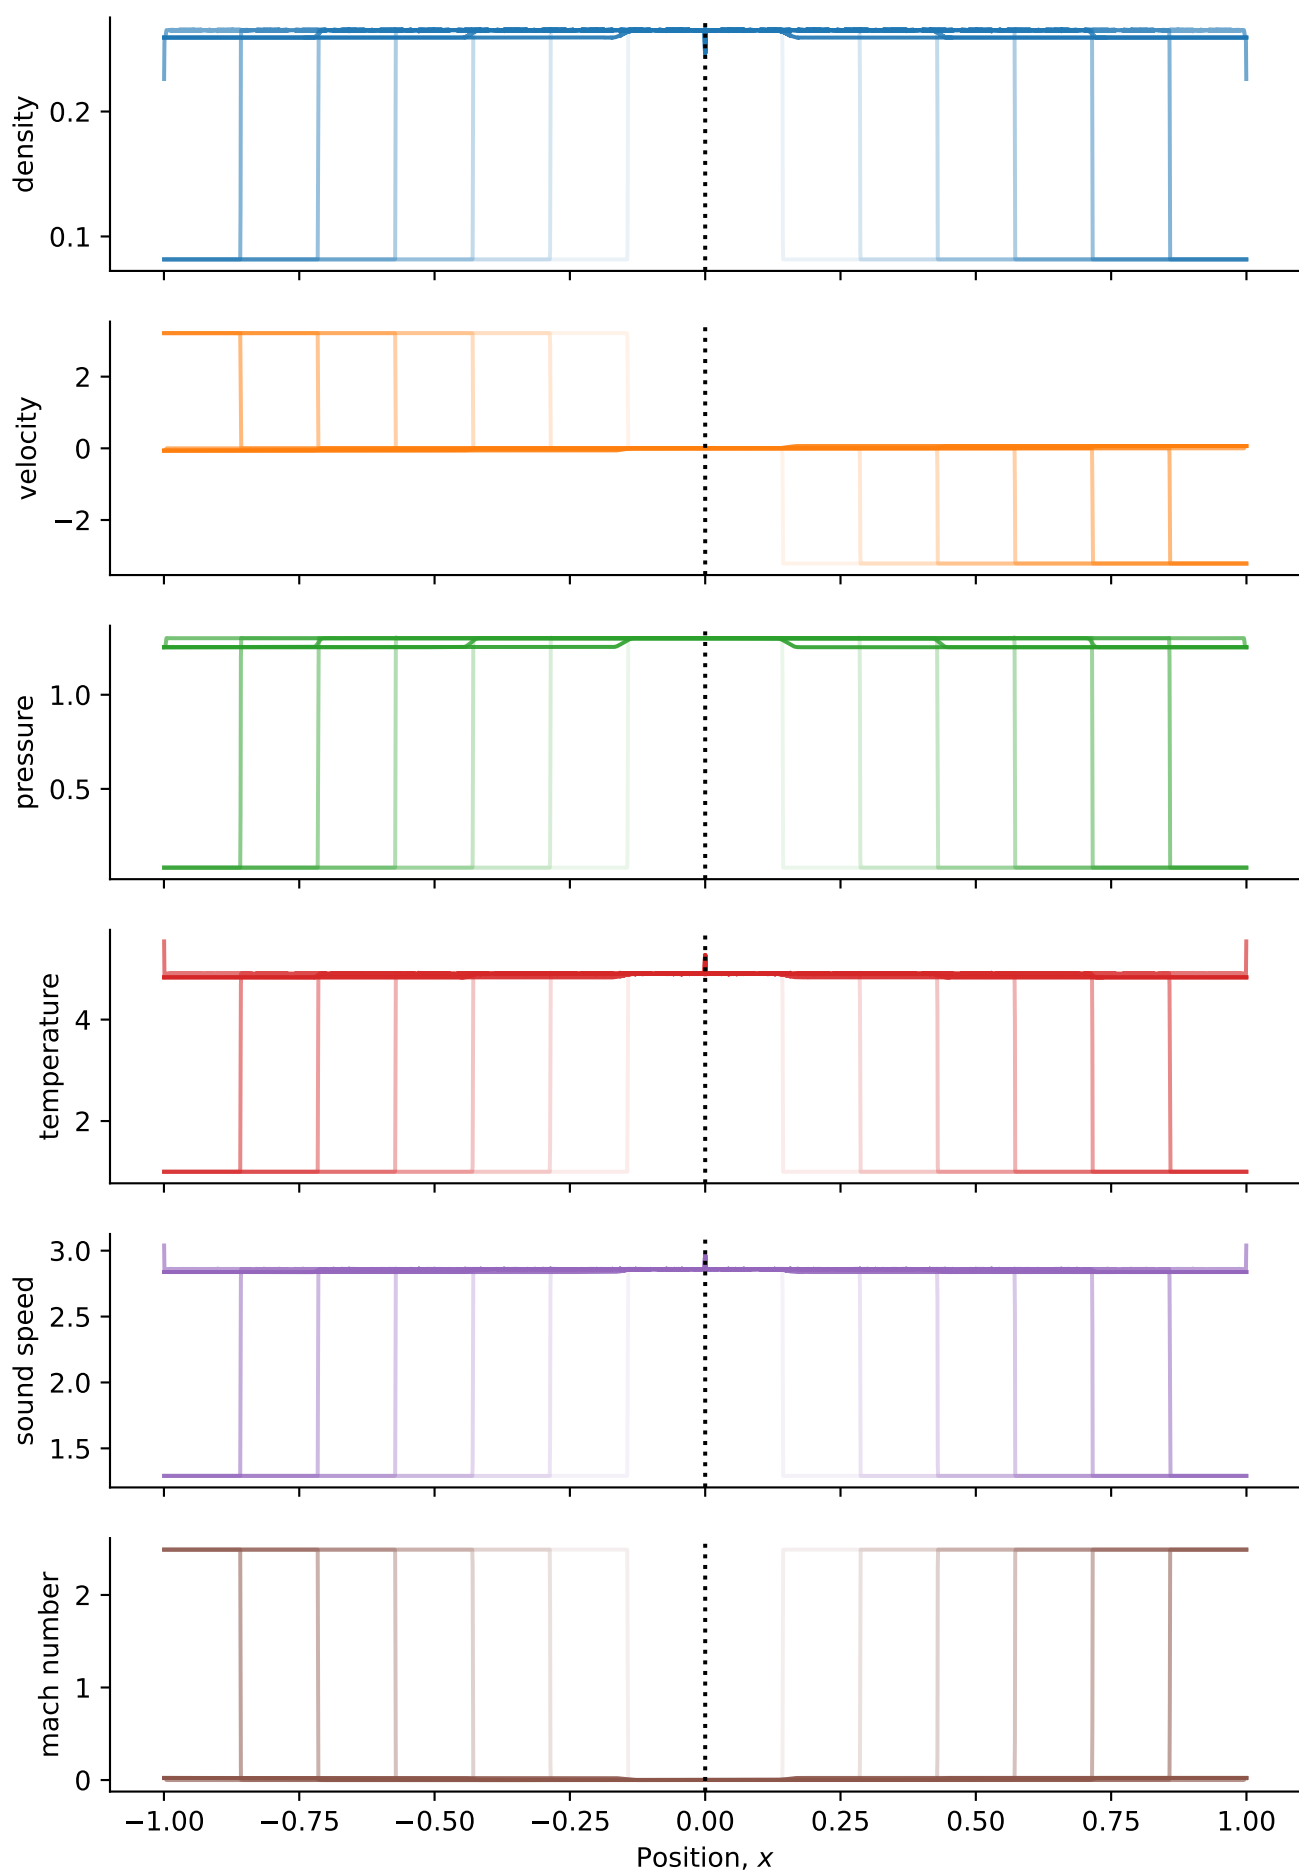 density
0.2
0.1
velocity
2
0
−2
pressure
1.0
0.5
temperature
4
2
sound speed
3.0
2.5
2.0
1.5
mach number
2
1
0
−1.00 −0.75 −0.50 −0.25 0.00 0.25 0.50 0.75 1.00
Position, x